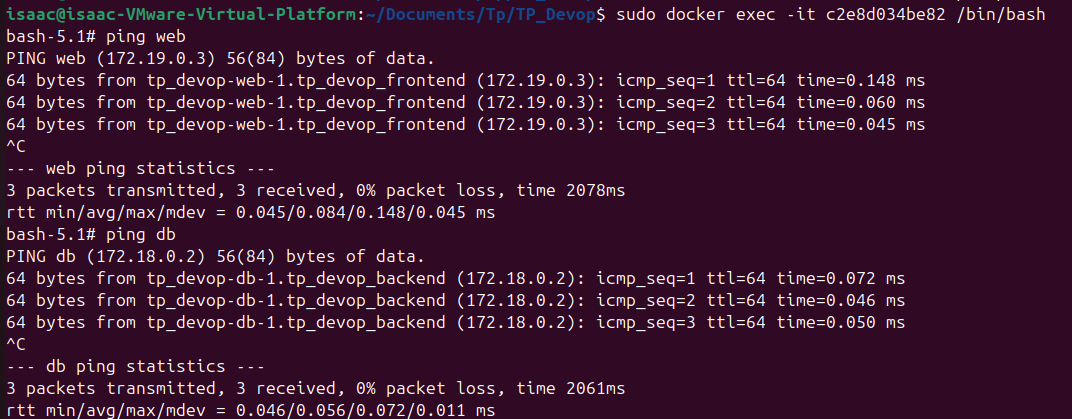 isaac@isaac-VMware-Virtual-Platform:~/Documents/Tp/TP_Devop$ sudo docker exec -it c2e8d034be82 /bin/bash
bash-5.1# ping web
PING web (172.19.0.3) 56(84) bytes of data.
64 bytes from tp_devop-web-1.tp_devop_frontend (172.19.0.3): icmp_seq=1 ttl=64 time=0.148 ms
64 bytes from tp_devop-web-1.tp_devop_frontend (172.19.0.3): icmp_seq=2 ttl=64 time=0.060 ms
64 bytes from tp_devop-web-1.tp_devop_frontend (172.19.0.3): icmp_seq=3 ttl=64 time=0.045 ms
^C
--- web ping statistics ---
3 packets transmitted, 3 received, 0% packet loss, time 2078ms
rtt min/avg/max/mdev = 0.045/0.084/0.148/0.045 ms
bash-5.1# ping db
PING db (172.18.0.2) 56(84) bytes of data.
64 bytes from tp_devop-db-1.tp_devop_backend (172.18.0.2): icmp_seq=1 ttl=64 time=0.072 ms
64 bytes from tp_devop-db-1.tp_devop_backend (172.18.0.2): icmp_seq=2 ttl=64 time=0.046 ms
64 bytes from tp_devop-db-1.tp_devop_backend (172.18.0.2): icmp_seq=3 ttl=64 time=0.050 ms
^C
--- db ping statistics ---
3 packets transmitted, 3 received, 0% packet loss, time 2061ms
rtt min/avg/max/mdev = 0.046/0.056/0.072/0.011 ms